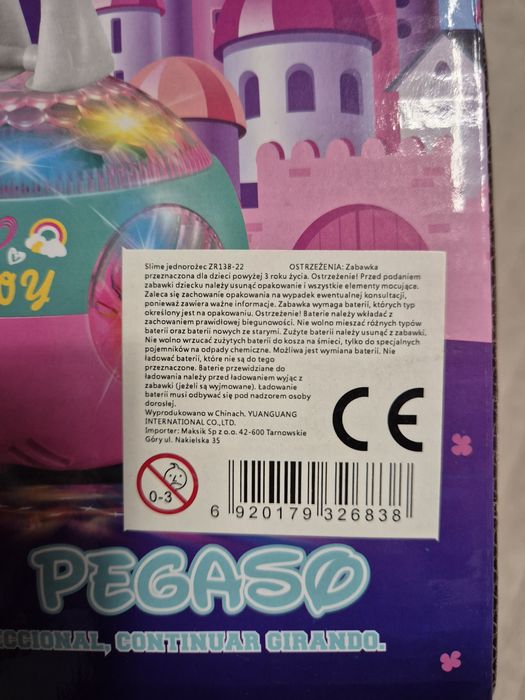 OY
Slime jednorożec ZR138-22 OSTRZEŻENIA: Zabawka
przeznaczona dla dzieci powyżej 3 roku życia. Ostrzeżenie! Przed podaniem
zabawki dziecku należy usunąć opakowanie i wszystkie elementy mocujące.
Zaleca się zachowanie opakowania na wypadek ewentualnej konsultacji,
ponieważ zawiera ważne informacje. Zabawka wymaga baterii, których typ
określony jest na opakowaniu. Ostrzeżenie! Baterie należy wkładać z
zachowaniem prawidłowej biegunowości. Nie wolno mieszać różnych typów
baterii oraz baterii nowych ze starymi. Zużyte baterii należy usunąć z zabawki.
Nie wolno wrzucać zużytych baterii do kosza na śmieci, tylko do specjalnych
pojemników na odpady chemiczne. Możliwa jest wymiana baterii. Nie
ładować baterii, które nie są do tego
przeznaczone. Baterie przewidziane do
ładowania należy przed ładowaniem wyjąc z
zabawki (jeżeli są wyjmowane). Ładowanie
baterii musi odbywać się pod nadzorem osoby
dorosłej.
Wyprodukowano w Chinach. YUANGUANG
INTERNATIONAL CO.,LTD.
Importer: Maksik Sp z o.o. 42-600 Tarnowskie
Góry ul. Nakielska 35
CE
0-3
6 920179 326838
PEGASO
ECCIONAL, CONTINUAR GIRANDO.